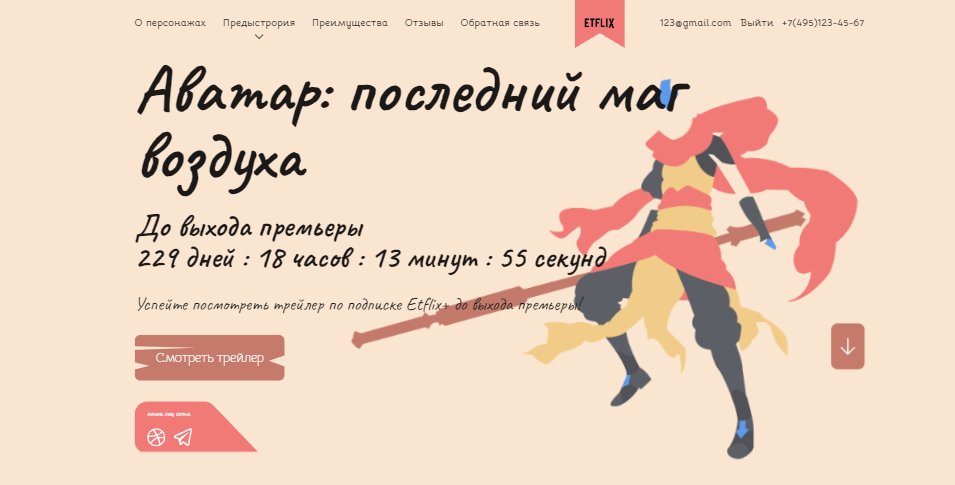 О персонажах
Предыстрория
Преимущества
Отзывы
Обратная связь
ETFLIX
123@gmail.com
Выйти
+7(495)123-45-67
Аватар: последний маг
воздуха
До выхода премьеры
229 дней : 18 часов : 13 минут : 55 секунд
Успейте посмотреть трейлер по подписке Etflix+ до выхода премьеры!
Смотреть трейлер